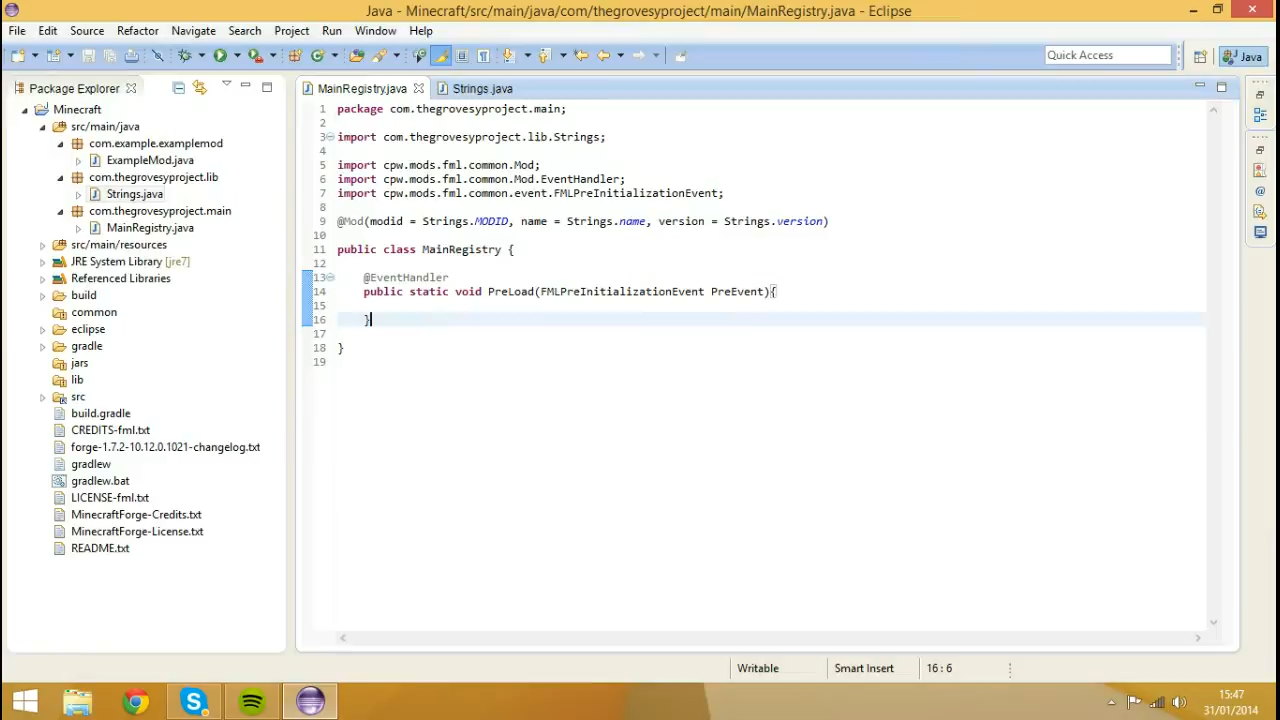 Java - Minecraft/src/main/java/com/thegrovesyproject/main/MainRegistry.java - Eclipse
File Edit Source Refactor Navigate Search Project Run Window Help
Quick Access
Java
Package Explorer
Minecraft
src/main/java
com.example.examplemod
ExampleMod.java
com.thegrovesyproject.lib
Strings.java
com.thegrovesyproject.main
MainRegistry.java
src/main/resources
JRE System Library [jre7]
Referenced Libraries
build
common
eclipse
gradle
jars
lib
src
build.gradle
CREDITS-fml.txt
forge-1.7.2-10.12.0.1021-changelog.txt
gradlew
gradlew.bat
LICENSE-fml.txt
MinecraftForge-Credits.txt
MinecraftForge-License.txt
README.txt
MainRegistry.java Strings.java
1 package com.thegrovesyproject.main;
2
3 import com.thegrovesyproject.lib.Strings;
4
5 import cpw.mods.fml.common.Mod;
6 import cpw.mods.fml.common.Mod.EventHandler;
7 import cpw.mods.fml.common.event.FMLPreInitializationEvent;
8
9 @Mod(modid = Strings.MODID, name = Strings.name, version = Strings.version)
10
11 public class MainRegistry {
12
13 @EventHandler
14 public static void PreLoad(FMLPreInitializationEvent PreEvent){
15
16 }
17
18 }
19
Writable Smart Insert 16 : 6
15:47
31/01/2014